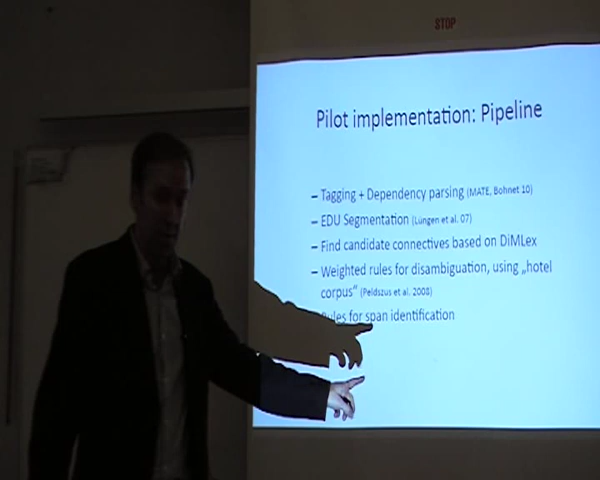 STOP
Pilot implementation: Pipeline
– Tagging + Dependency parsing (MATE, Bohnet 10)
– EDU Segmentation (Lüngen et al. 07)
– Find candidate connectives based on DiMLex
– Weighted rules for disambiguation, using „hotel
corpus“ (Peldszus et al. 2008)
– Rules for span identification